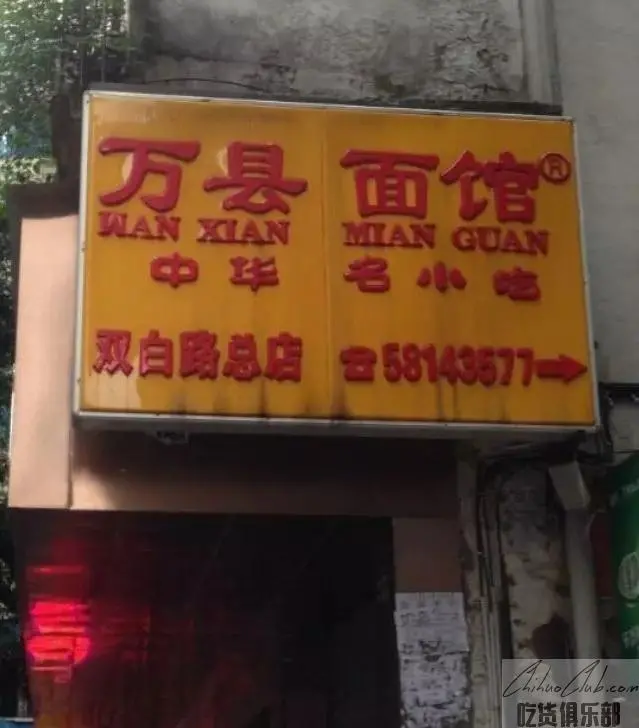 万县 面馆®
WAN XIAN MIAN GUAN
中华 名小吃
双白路总店 ☎58143577→
ChihuoClub.com
吃货俱乐部